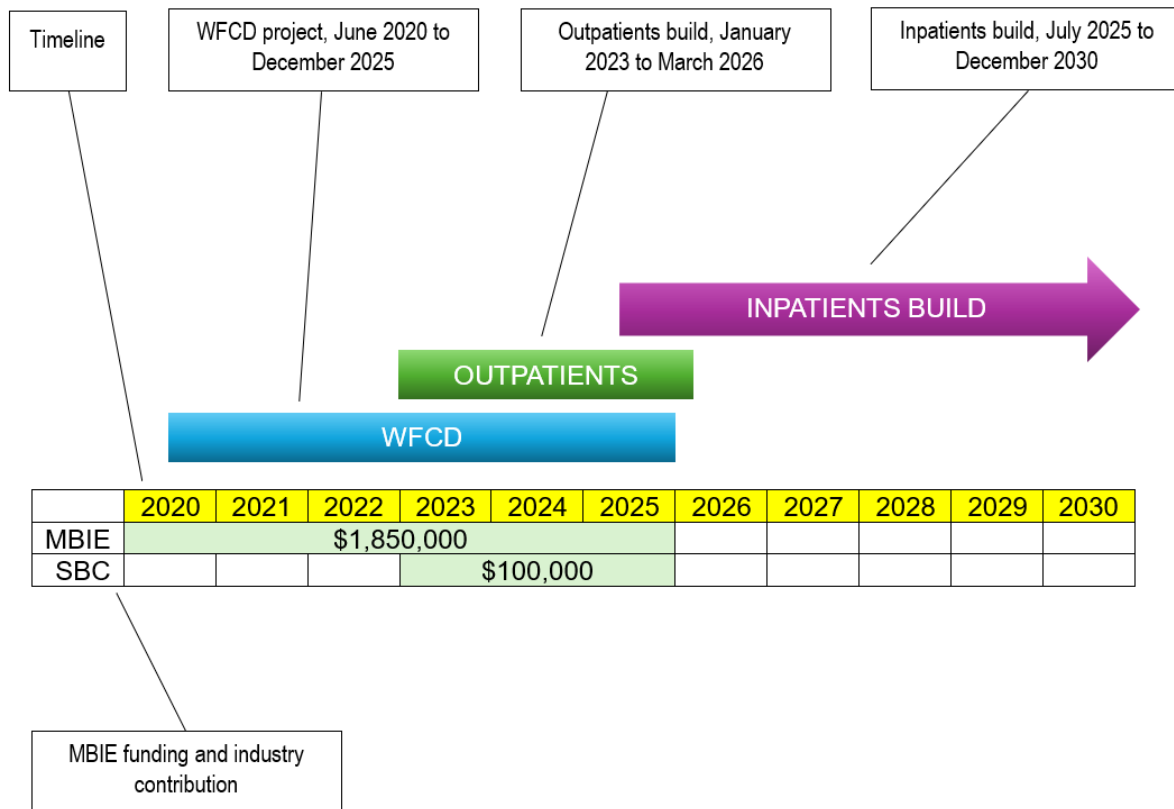 Timeline
WFCD project, June 2020 to
December 2025
Outpatients build, January
2023 to March 2026
Inpatients build, July 2025 to
December 2030
INPATIENTS BUILD
OUTPATIENTS
WFCD
2020 2021 2022 2023 2024 2025 2026 2027 2028 2029 2030
MBIE $1,850,000
SBC $100,000
MBIE funding and industry
contribution